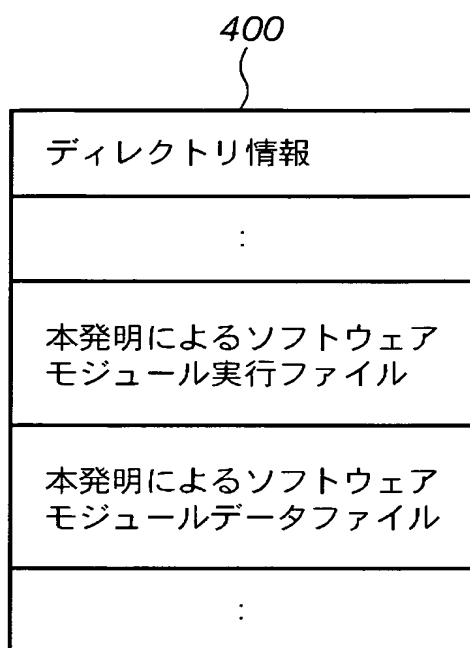 400
ディレクトリ情報
:
本発明によるソフトウェア
モジュール実行ファイル
本発明によるソフトウェア
モジュールデータファイル
: